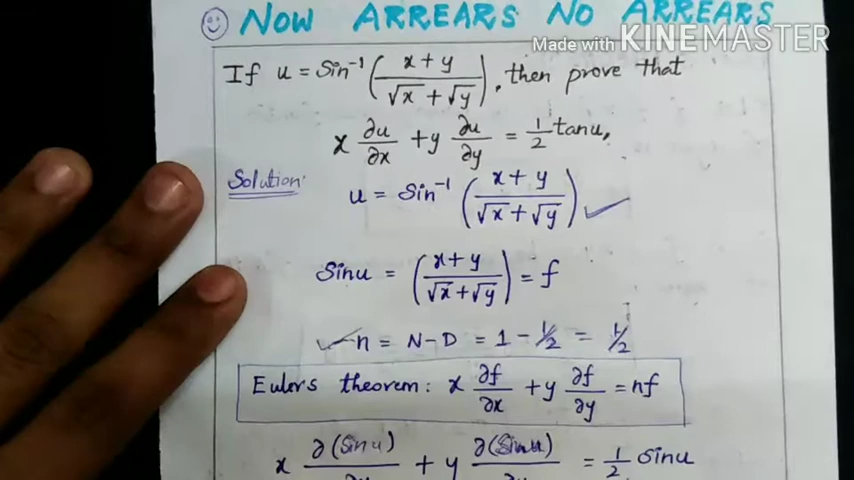 NOW ARREARS NO ARREARS
Made with KINEMASTER
If u = Sin⁻¹ ((x+y)/(√x+√y)), then prove that
x ∂u/∂x + y ∂u/∂y = 1/2 tanu.
Solution:
u = Sin⁻¹ ((x+y)/(√x+√y))
Sinu = ((x+y)/(√x+√y)) = f
n = N-D = 1 - 1/2 = 1/2
Eulers theorem: x ∂f/∂x + y ∂f/∂y = nf
x ∂(Sinu)/∂x + y ∂(Sinu)/∂y = 1/2 Sinu